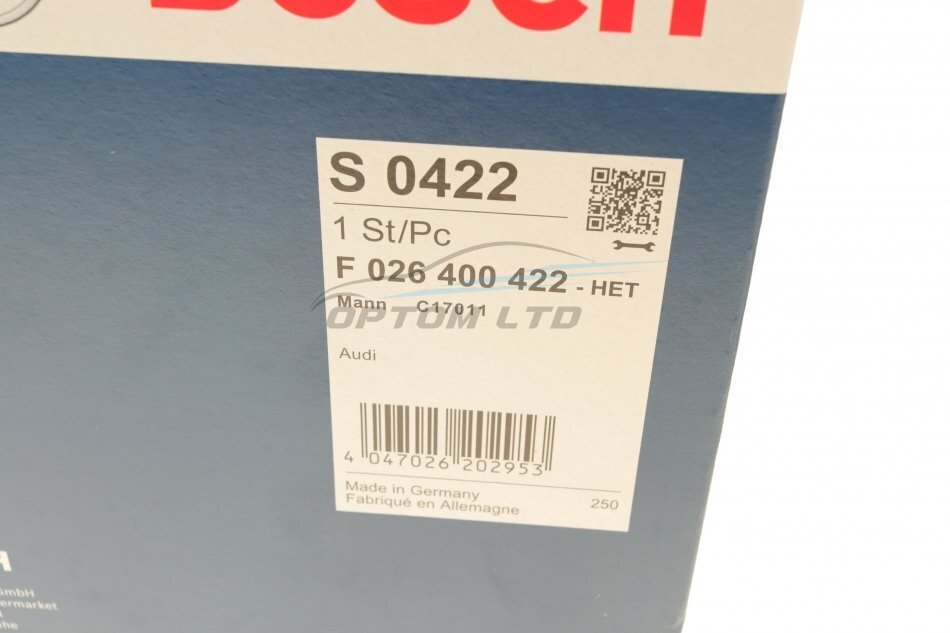 BOSCH
S 0422
1 St/Pc
F 026 400 422 - HET
Mann C17011
OPTOM LTD
Audi
4 047026 202953
Made in Germany 250
Fabriqué en Allemagne
H
GmbH